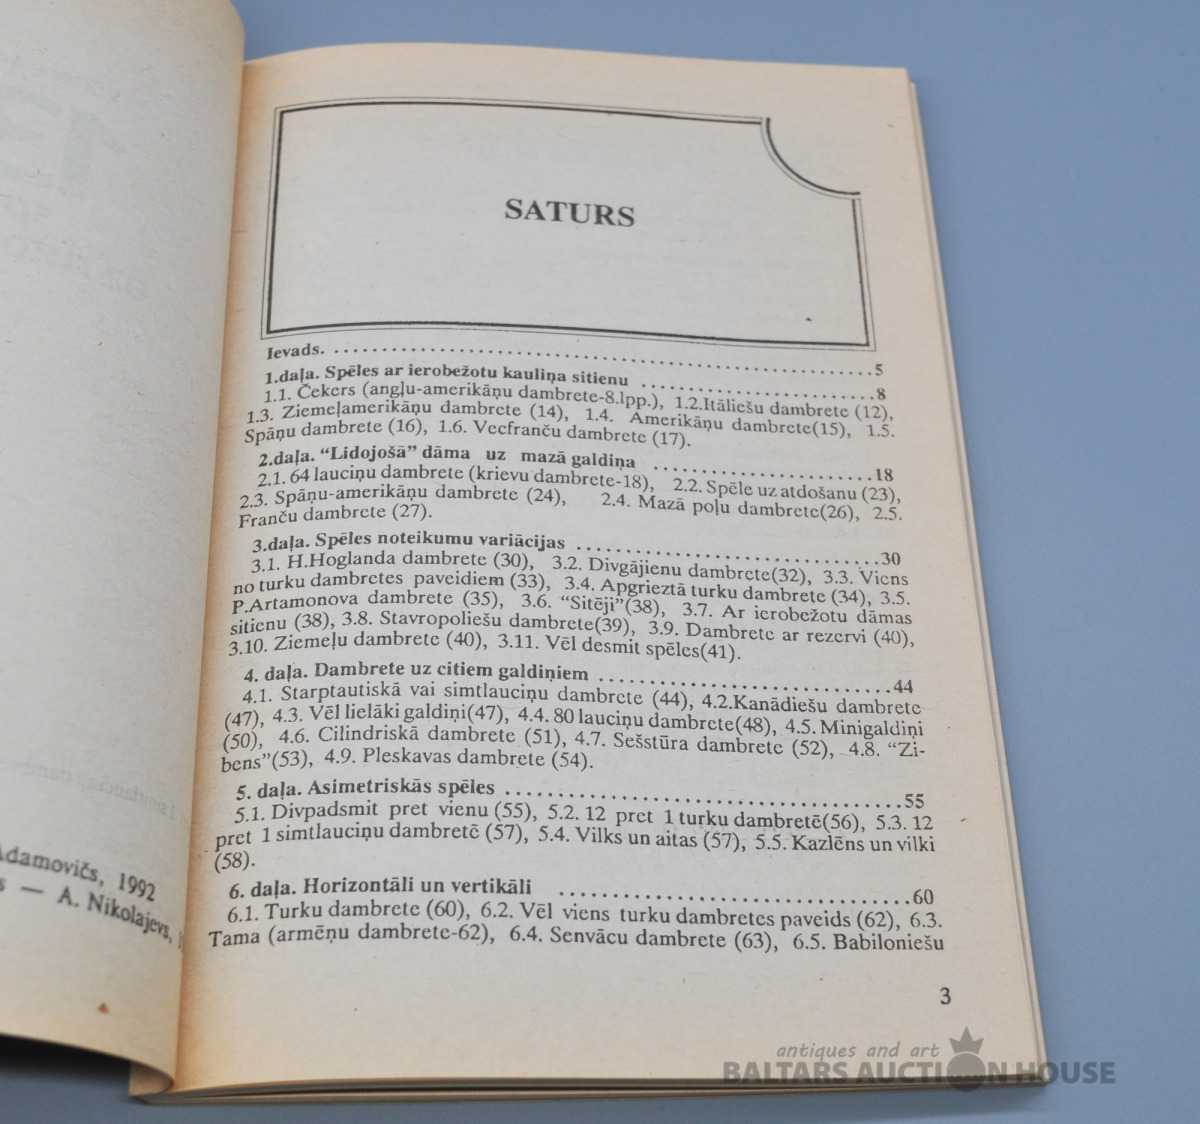 SATURS
Ievads. ........................................................5
1.daļa. Spēles ar ierobežotu kauliņa sitienu ........................8
1.1. Čekers (angļu-amerikāņu dambrete-8.lpp.), 1.2.Itāliešu dambrete (12),
1.3. Ziemeļamerikāņu dambrete (14), 1.4. Amerikāņu dambrete(15), 1.5.
Spāņu dambrete (16), 1.6. Vecfranču dambrete (17).
2.daļa. “Lidojošā” dāma uz mazā galdiņa ......................18
2.1. 64 lauciņu dambrete (krievu dambrete-18), 2.2. Spēle uz atdošanu (23),
2.3. Spāņu-amerikāņu dambrete (24), 2.4. Mazā poļu dambrete(26), 2.5.
Franču dambrete (27).
3.daļa. Spēles noteikumu variācijas ..............................30
3.1. H.Hoglanda dambrete (30), 3.2. Divgājienu dambrete(32), 3.3. Viens
no turku dambretes paveidiem (33), 3.4. Apgrieztā turku dambrete (34), 3.5.
P.Artamonova dambrete (35), 3.6. “Sitēji”(38), 3.7. Ar ierobežotu dāmas
sitienu (38), 3.8. Stavropoliešu dambrete(39), 3.9. Dambrete ar rezervi (40),
3.10. Ziemeļu dambrete (40), 3.11. Vēl desmit spēles(41).
4. daļa. Dambrete uz citiem galdiņiem ............................44
4.1. Starptautiskā vai simtlauciņu dambrete (44), 4.2.Kanādiešu dambrete
(47), 4.3. Vēl lielāki galdiņi(47), 4.4. 80 lauciņu dambrete(48), 4.5. Minigaldiņi
(50), 4.6. Cilindriskā dambrete (51), 4.7. Sešstūra dambrete (52), 4.8. “Zi-
bens”(53), 4.9. Pleskavas dambrete (54).
5. daļa. Asimetriskās spēles .......................................55
5.1. Divpadsmit pret vienu (55), 5.2. 12 pret 1 turku dambretē(56), 5.3. 12
pret 1 simtlauciņu dambretē (57), 5.4. Vilks un aitas (57), 5.5. Kazlēns un vilki
(58).
6. daļa. Horizontāli un vertikāli ..................................60
6.1. Turku dambrete (60), 6.2. Vēl viens turku dambretes paveids (62), 6.3.
Tama (armēņu dambrete-62), 6.4. Senvācu dambrete (63), 6.5. Babiloniešu
3
Adamovičs, 1992
— A. Nikolajevs,
antiques and art
BALTARS AUCTION HOUSE